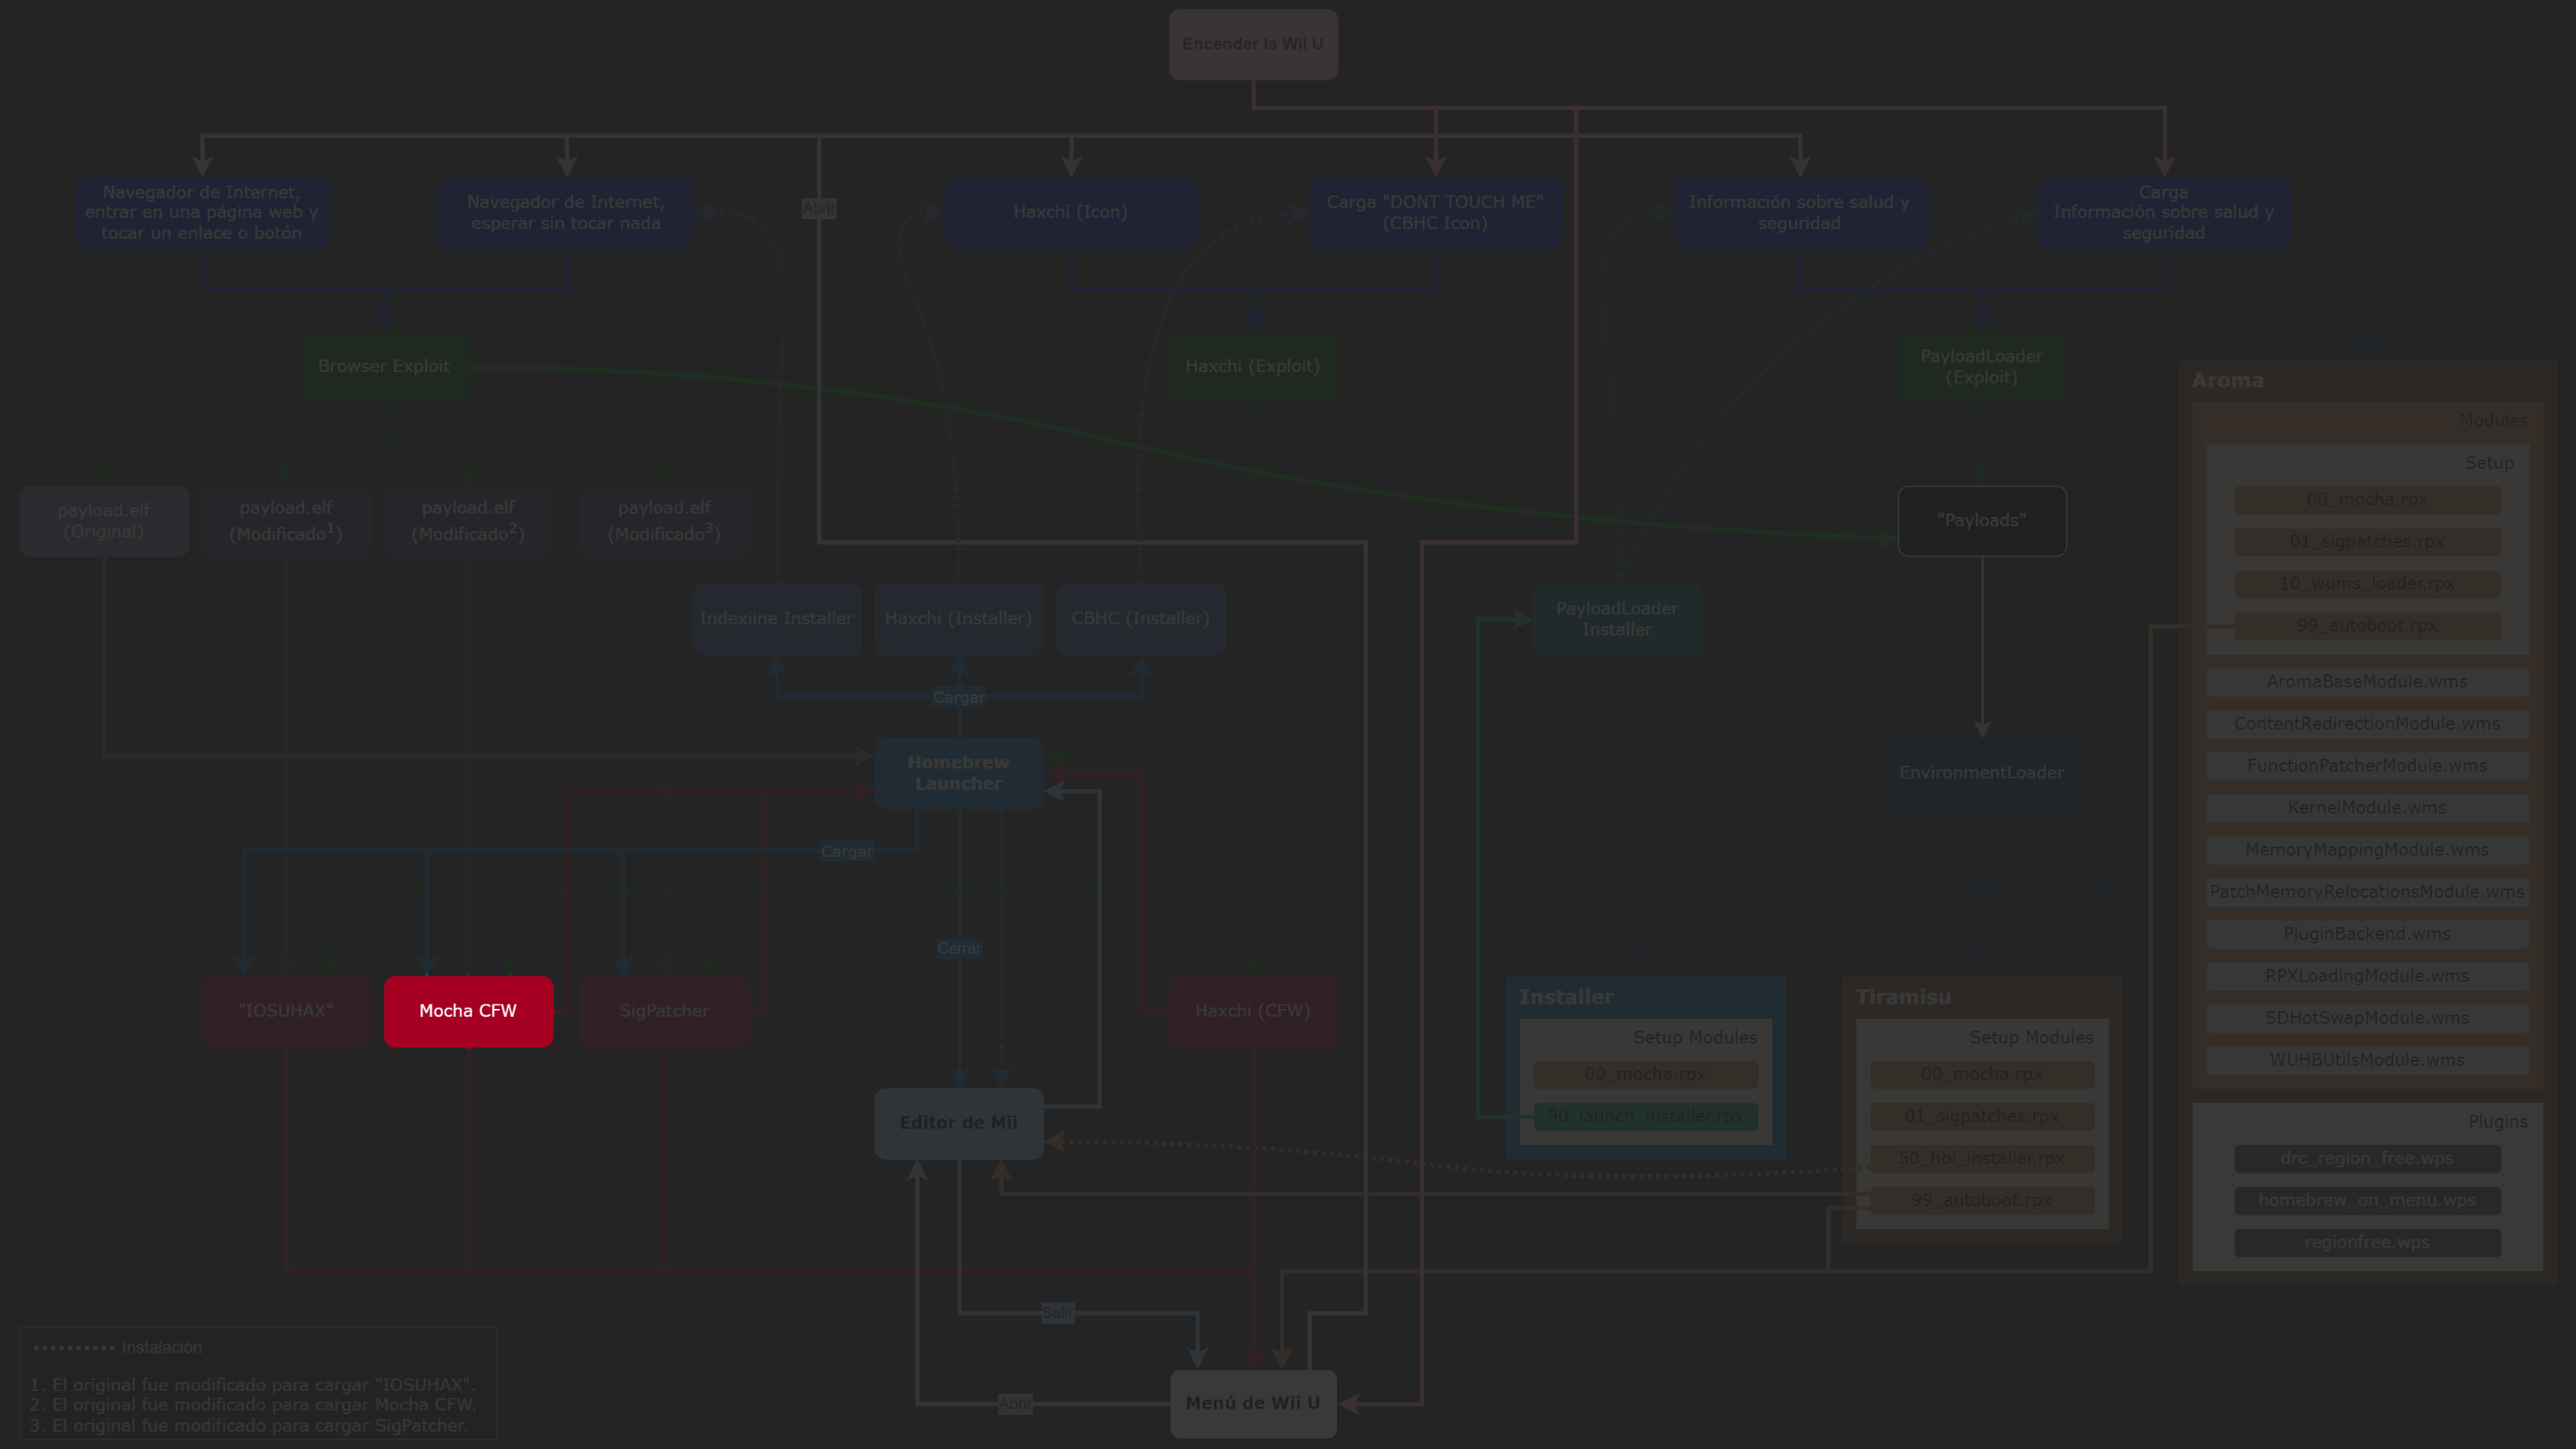 Encender la Wii U
Navegador de Internet,
entrar en una página web y
tocar un enlace o botón
Navegador de Internet,
esperar sin tocar nada
Abrir
Haxchi (Icon)
Carga "DONT TOUCH ME"
(CBHC Icon)
Información sobre salud y
seguridad
Carga
Información sobre salud y
seguridad
Browser Exploit
Haxchi (Exploit)
PayloadLoader
(Exploit)
payload.elf
(Original)
payload.elf
(Modificado1)
payload.elf
(Modificado2)
payload.elf
(Modificado3)
"Payloads"
Indexiine Installer
Haxchi (Installer)
CBHC (Installer)
PayloadLoader
Installer
Cargar
Homebrew
Launcher
EnvironmentLoader
Cargar
Cerrar
"IOSUHAX"
Mocha CFW
SigPatcher
Haxchi (CFW)
Editor de Mii
Salir
Abrir
Menú de Wii U
Installer
Setup Modules
00_mocha.rpx
90_launch_installer.rpx
Tiramisu
Setup Modules
00_mocha.rpx
01_sigpatches.rpx
50_hbl_installer.rpx
99_autoboot.rpx
Aroma
Modules
Setup
00_mocha.rpx
01_sigpatches.rpx
10_wums_loader.rpx
99_autoboot.rpx
AromaBaseModule.wms
ContentRedirectionModule.wms
FunctionPatcherModule.wms
KernelModule.wms
MemoryMappingModule.wms
PatchMemoryRelocationsModule.wms
PluginBackend.wms
RPXLoadingModule.wms
SDHotSwapModule.wms
WUHBUtilsModule.wms
Plugins
drc_region_free.wps
homebrew_on_menu.wps
regionfree.wps
Instalación
1. El original fue modificado para cargar "IOSUHAX".
2. El original fue modificado para cargar Mocha CFW.
3. El original fue modificado para cargar SigPatcher.